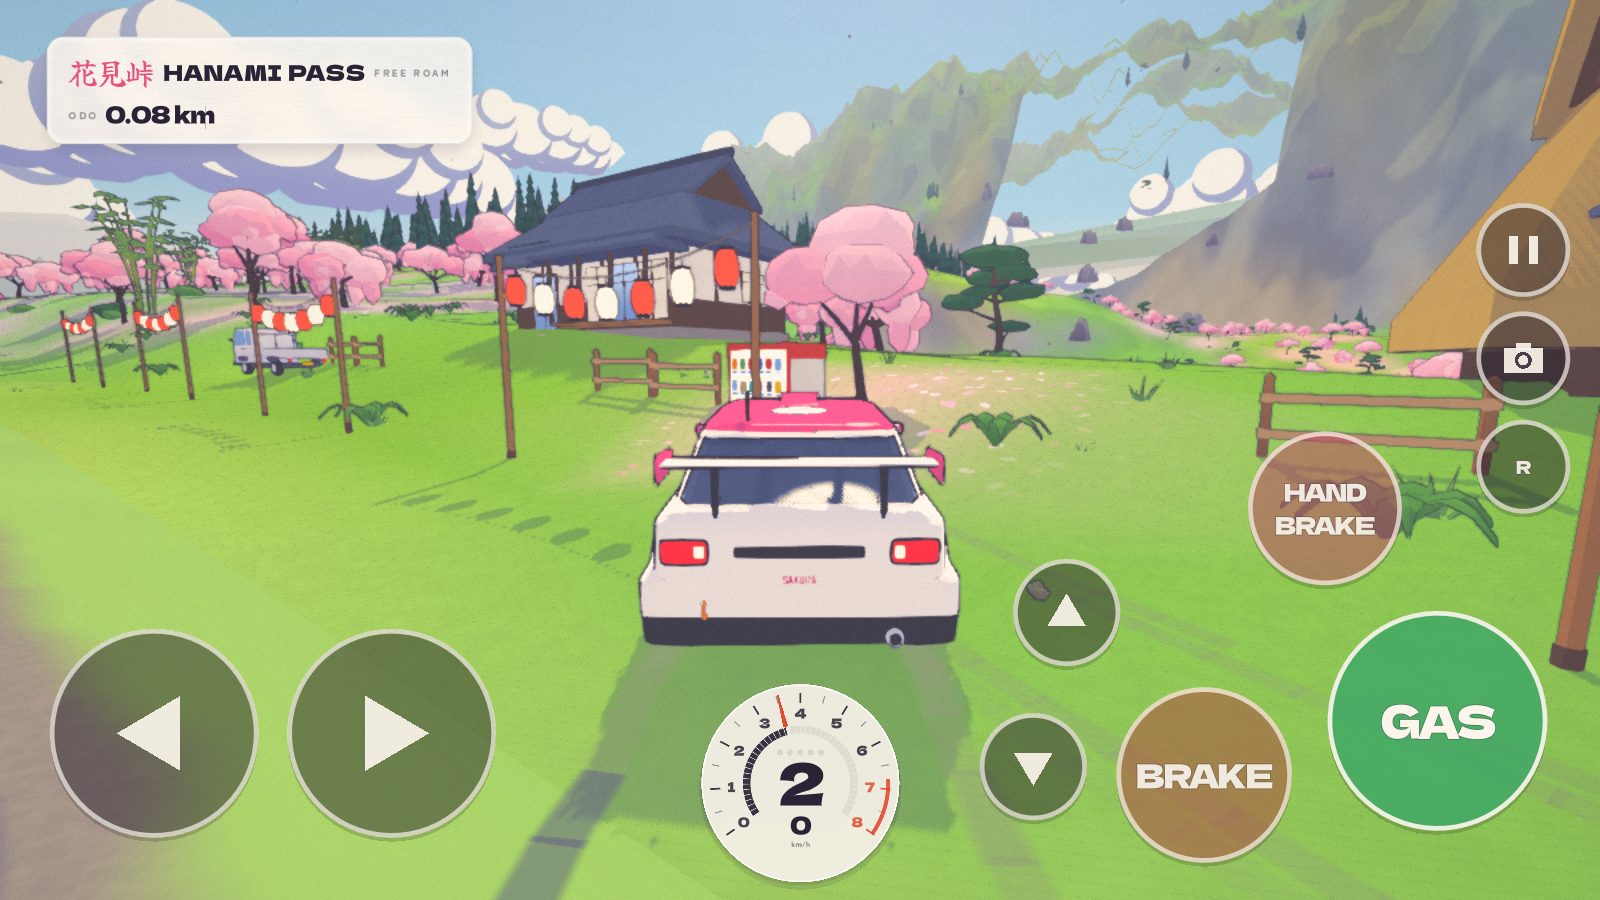 花見峠 HANAMI PASS FREE ROAM
ODO 0.08 km
R
HAND
BRAKE
SAKURA
GAS
BRAKE
0 1 2 3 4 5 6 7 8
2
0
km/h